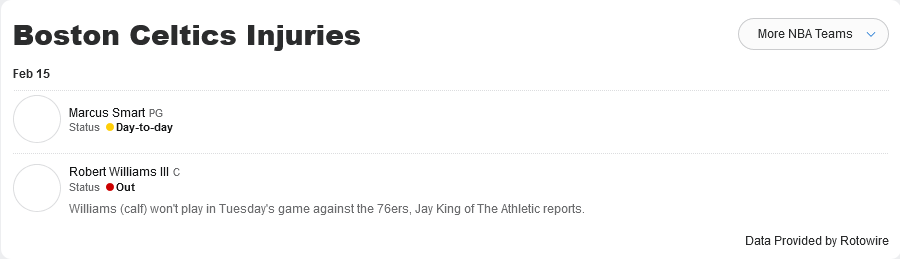 Boston Celtics Injuries
More NBA Teams
Feb 15
Marcus Smart PG
Status Day-to-day
Robert Williams III C
Status Out
Williams (calf) won't play in Tuesday's game against the 76ers, Jay King of The Athletic reports.
Data Provided by Rotowire